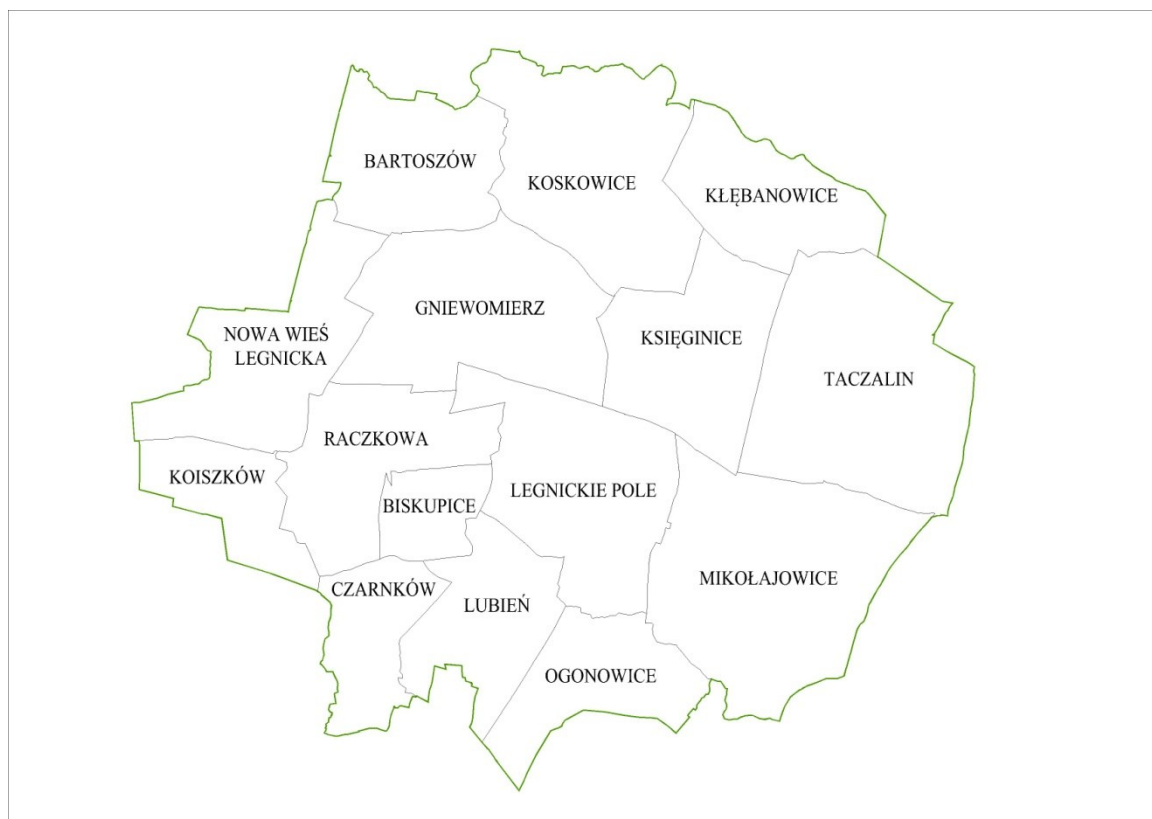 BARTOSZÓW
KOSKOWICE
KŁĘBANOWICE
GNIEWOMIERZ
NOWA WIEŚ
LEGNICKA
KSIĘGINICE
TACZALIN
RACZKOWA
KOISZKÓW
BISKUPICE
LEGNICKIE POLE
CZARNKÓW
LUBIEŃ
MIKOŁAJOWICE
OGONOWICE